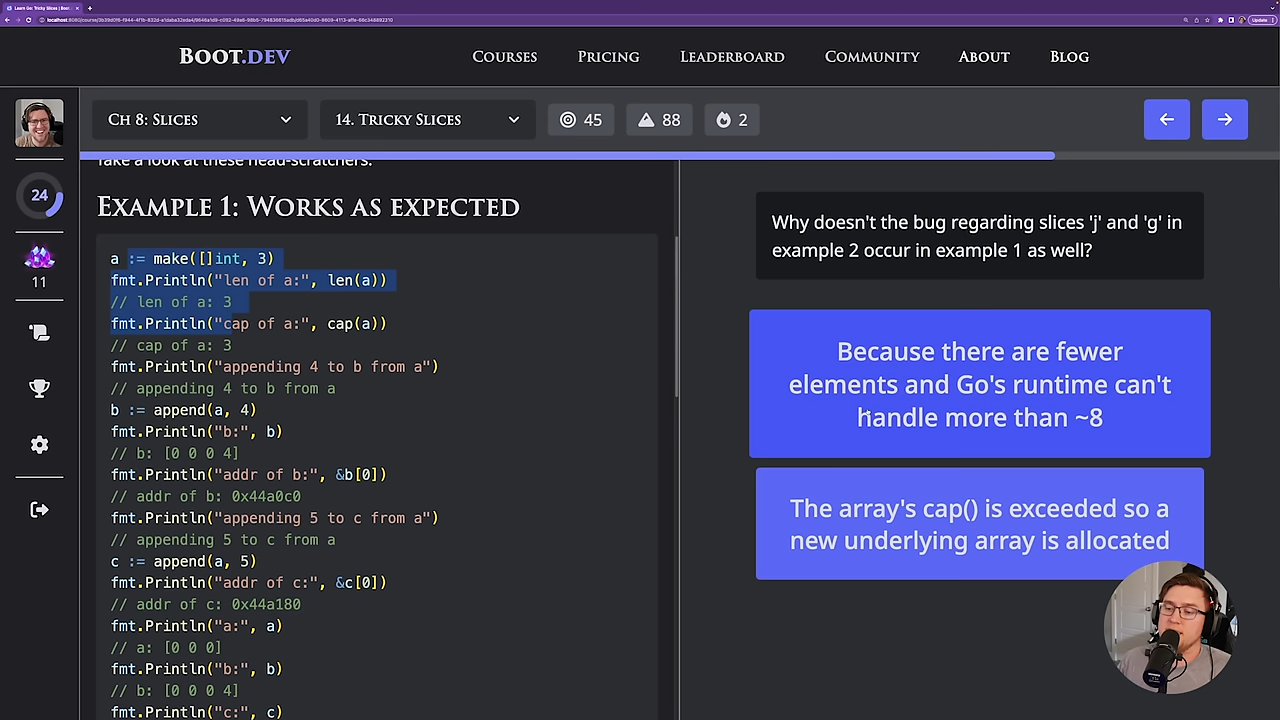 Learn Go: Tricky Slices | Boot.
Update
BOOT.DEV
COURSES
PRICING
LEADERBOARD
COMMUNITY
ABOUT
BLOG
CH 8: SLICES
14. TRICKY SLICES
45
88
2
24
11
Take a look at these head-scratchers.
EXAMPLE 1: WORKS AS EXPECTED
a := make([]int, 3)
fmt.Println("len of a:", len(a))
// len of a: 3
fmt.Println("cap of a:", cap(a))
// cap of a: 3
fmt.Println("appending 4 to b from a")
// appending 4 to b from a
b := append(a, 4)
fmt.Println("b:", b)
// b: [0 0 0 4]
fmt.Println("addr of b:", &b[0])
// addr of b: 0x44a0c0
fmt.Println("appending 5 to c from a")
// appending 5 to c from a
c := append(a, 5)
fmt.Println("addr of c:", &c[0])
// addr of c: 0x44a180
fmt.Println("a:", a)
// a: [0 0 0]
fmt.Println("b:", b)
// b: [0 0 0 4]
fmt.Println("c:", c)
Why doesn't the bug regarding slices 'j' and 'g' in
example 2 occur in example 1 as well?
Because there are fewer
elements and Go's runtime can't
handle more than ~8
The array's cap() is exceeded so a
new underlying array is allocated